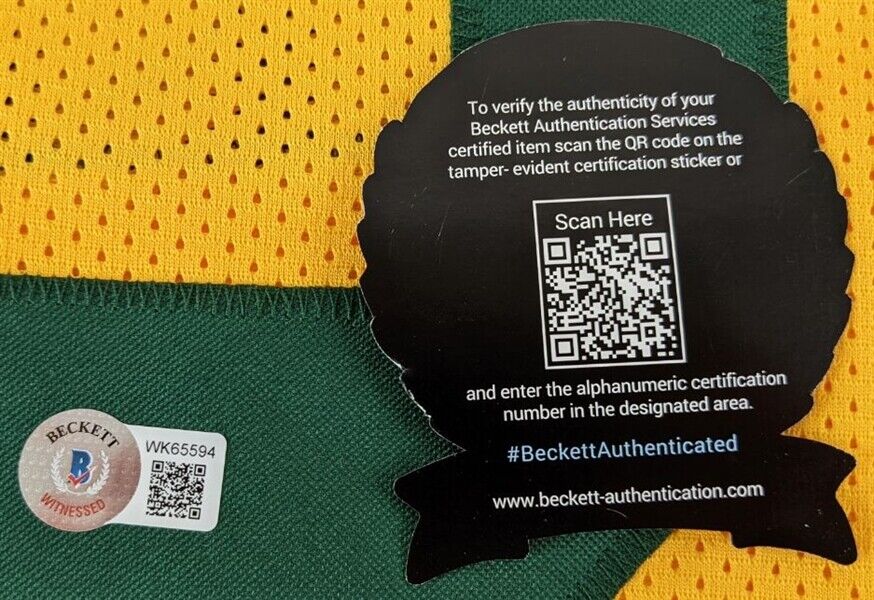 To verify the authenticity of your
Beckett Authentication Services
certified item scan the QR code on the
tamper- evident certification sticker or
Scan Here
and enter the alphanumeric certification
number in the designated area.
#BeckettAuthenticated
www.beckett-authentication.com
BECKETT
B
WITNESSED
WK65594